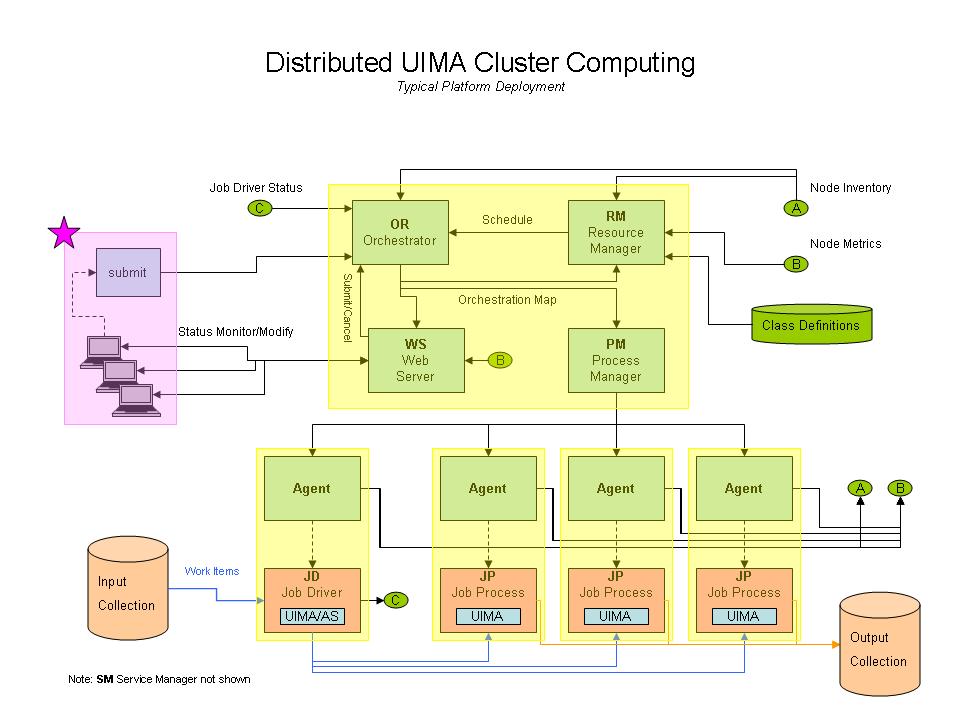 Distributed UIMA Cluster Computing
Typical Platform Deployment
Job Driver Status
C
Node Inventory
A
OR
Orchestrator
Schedule
RM
Resource
Manager
Node Metrics
B
submit
Submit/Cancel
Orchestration Map
Class Definitions
Status Monitor/Modify
WS
Web
Server
B
PM
Process
Manager
Agent
Agent
Agent
Agent
A
B
Input
Collection
Work Items
JD
Job Driver
UIMA/AS
C
JP
Job Process
UIMA
JP
Job Process
UIMA
JP
Job Process
UIMA
Output
Collection
Note: SM Service Manager not shown